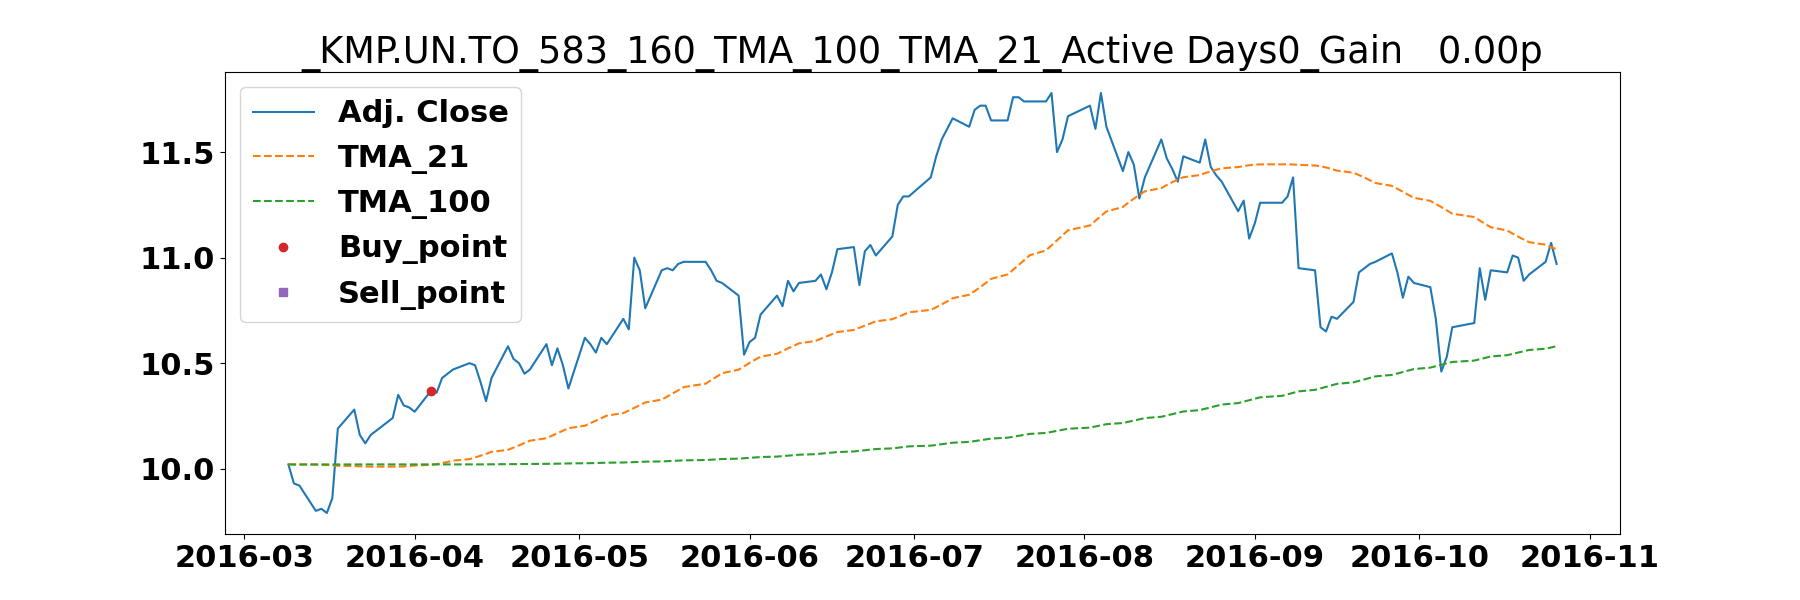 _KMP.UN.TO_583_160_TMA_100_TMA_21_Active Days0_Gain   0.00p
Adj. Close
TMA_21
TMA_100
Buy_point
Sell_point
11.5
11.0
10.5
10.0
2016-03 2016-04 2016-05 2016-06 2016-07 2016-08 2016-09 2016-10 2016-11